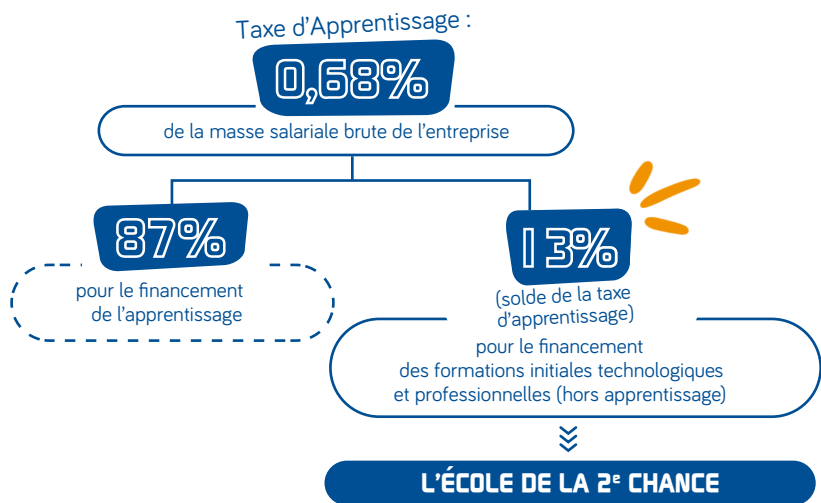 Taxe d'Apprentissage :
0,68%
de la masse salariale brute de l'entreprise
87%
pour le financement
de l'apprentissage
13%
(solde de la taxe
d'apprentissage)
pour le financement
des formations initiales technologiques
et professionnelles (hors apprentissage)
L'ÉCOLE DE LA 2e CHANCE